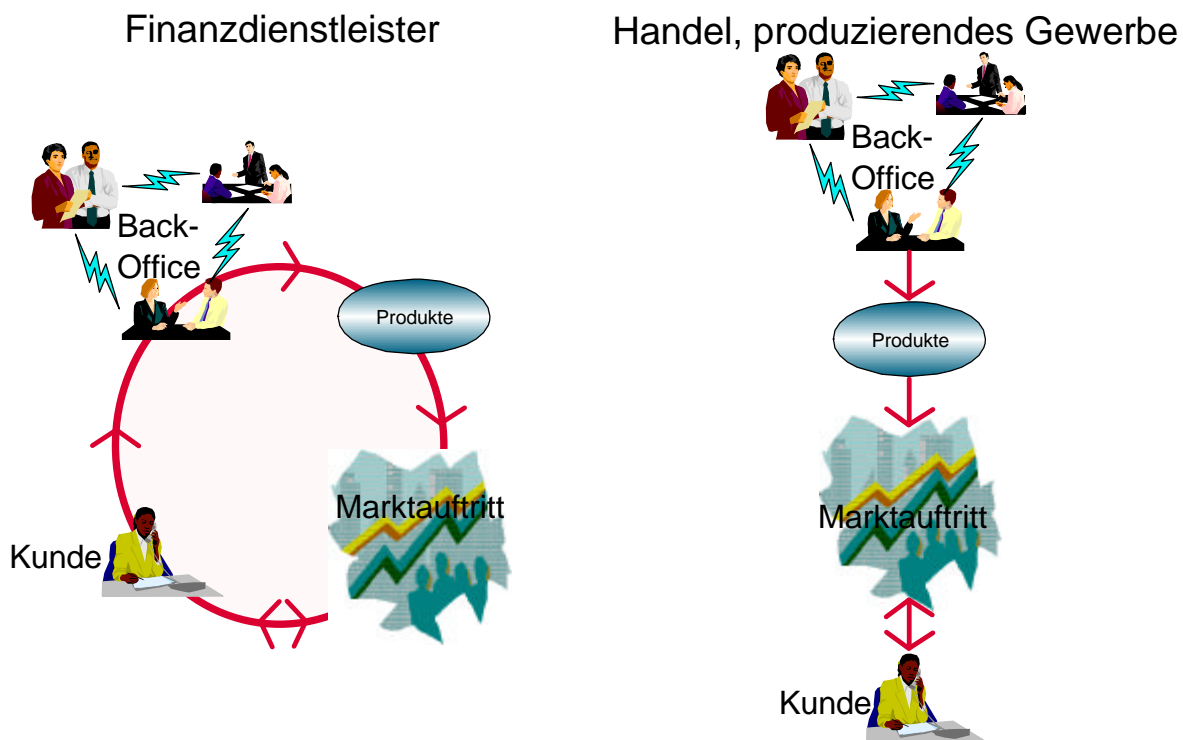 Finanzdienstleister
Back-
Office
Produkte
Marktauftritt
Kunde
Handel, produzierendes Gewerbe
Back-
Office
Produkte
Marktauftritt
Kunde